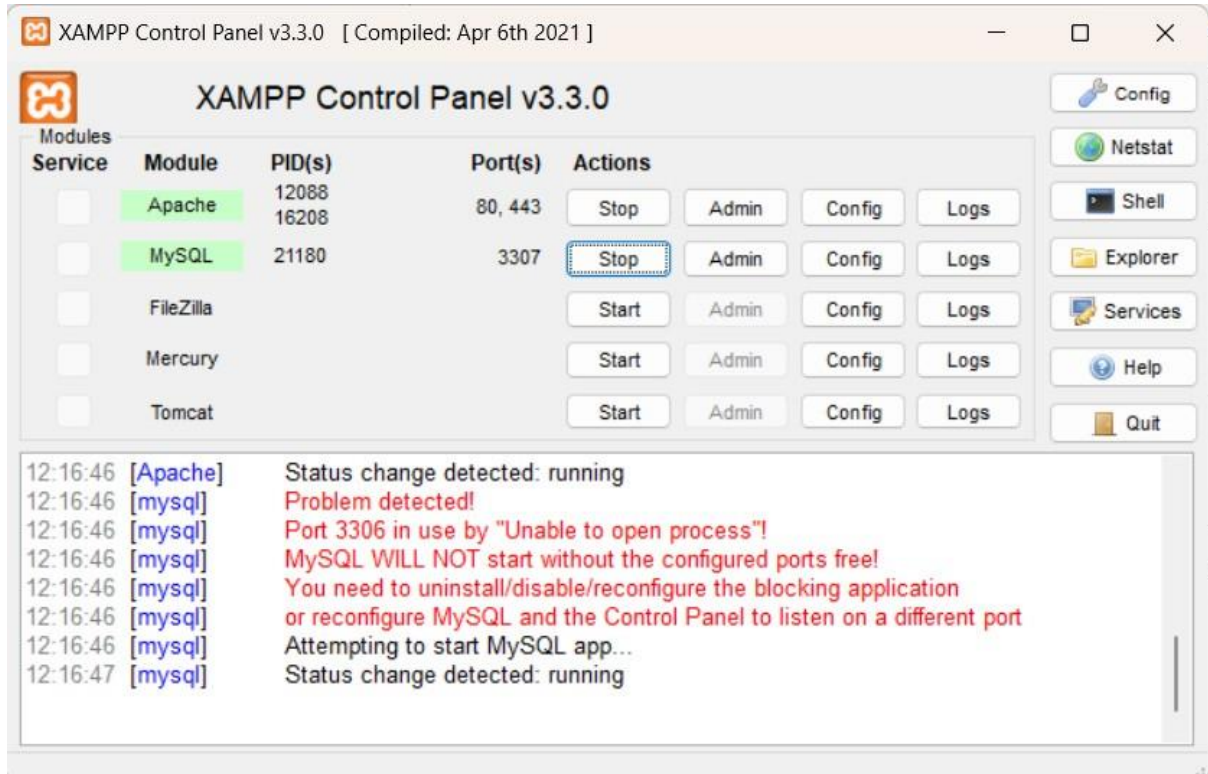 XAMPP Control Panel v3.3.0 [ Compiled: Apr 6th 2021 ]
XAMPP Control Panel v3.3.0
Config
Modules
Netstat
Service Module PID(s) Port(s) Actions
Apache 12088 16208 80, 443 Stop Admin Config Logs
Shell
MySQL 21180 3307 Stop Admin Config Logs
Explorer
FileZilla Start Admin Config Logs
Services
Mercury Start Admin Config Logs
Help
Tomcat Start Admin Config Logs
Quit
12:16:46 [Apache] Status change detected: running
12:16:46 [mysql] Problem detected!
12:16:46 [mysql] Port 3306 in use by "Unable to open process"!
12:16:46 [mysql] MySQL WILL NOT start without the configured ports free!
12:16:46 [mysql] You need to uninstall/disable/reconfigure the blocking application
12:16:46 [mysql] or reconfigure MySQL and the Control Panel to listen on a different port
12:16:46 [mysql] Attempting to start MySQL app...
12:16:47 [mysql] Status change detected: running